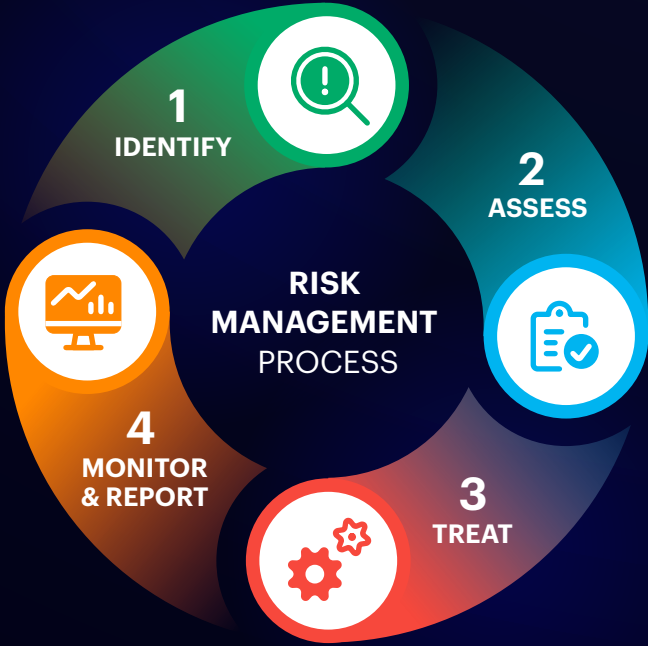 1
IDENTIFY
2
ASSESS
RISK
MANAGEMENT
PROCESS
4
MONITOR
& REPORT
3
TREAT